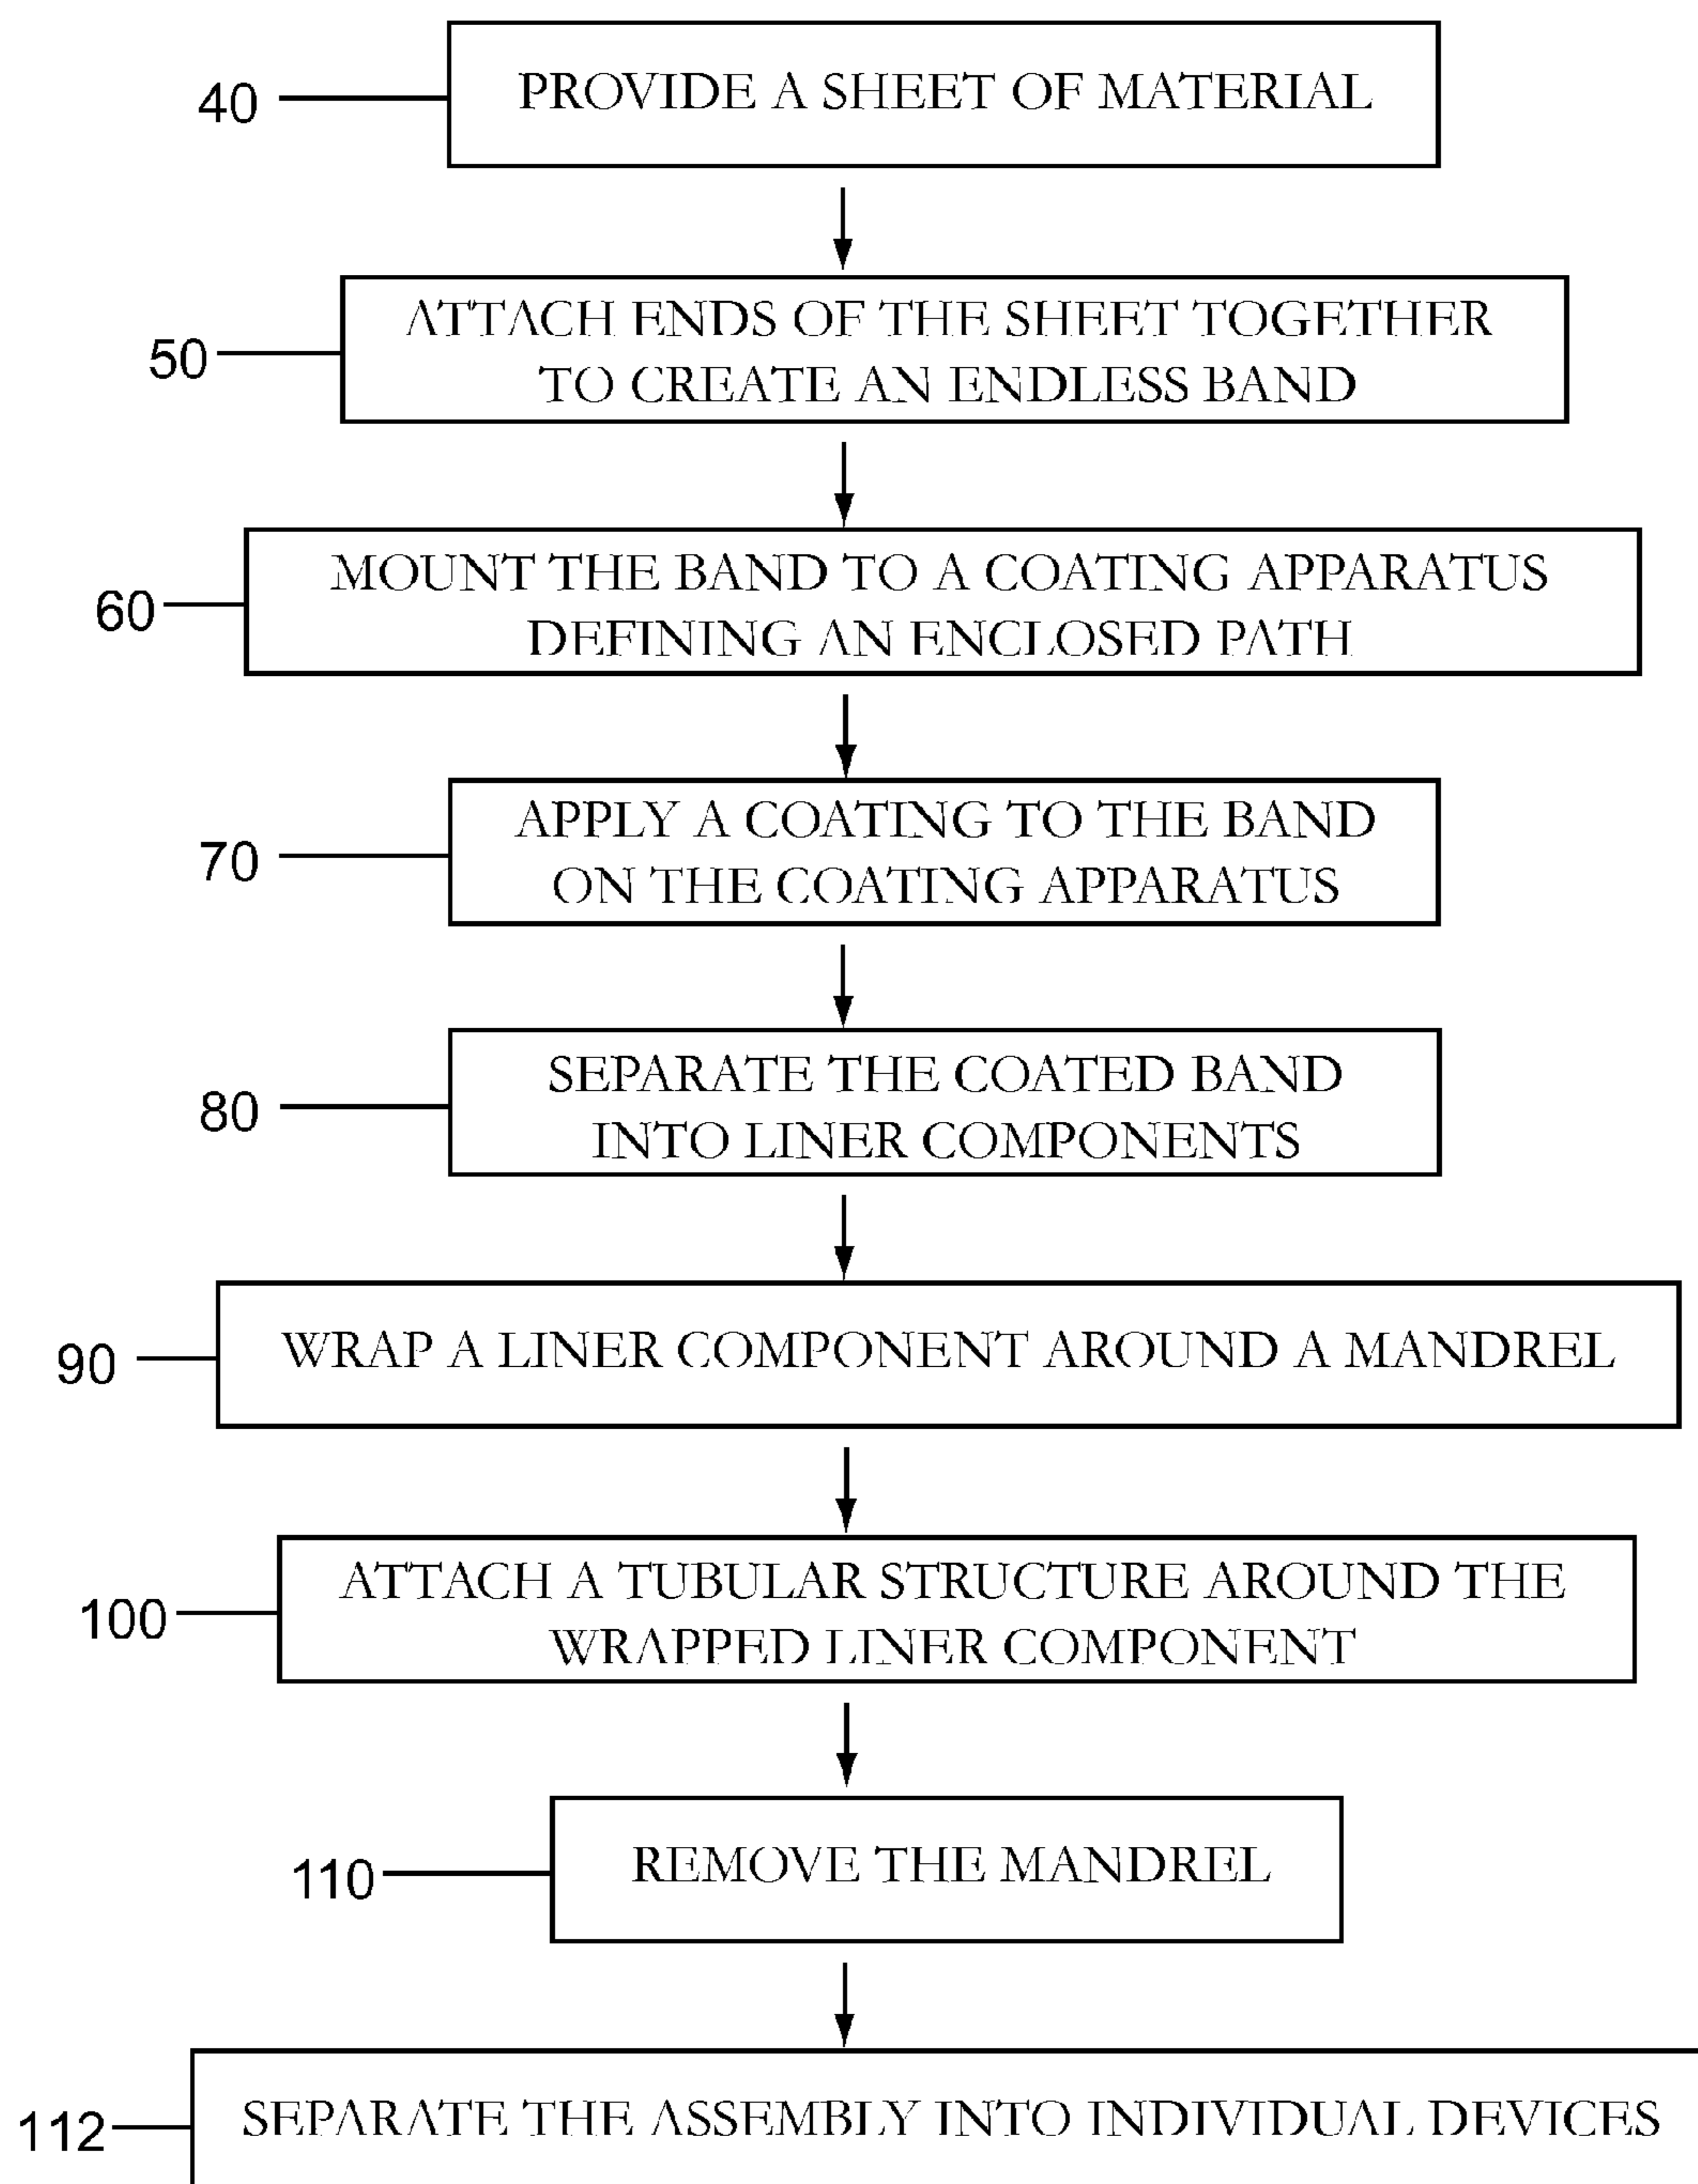 40
PROVIDE A SHEET OF MATERIAL
50
ATTACH ENDS OF THE SHEET TOGETHER
TO CREATE AN ENDLESS BAND
60
MOUNT THE BAND TO A COATING APPARATUS
DEFINING AN ENCLOSED PATH
70
APPLY A COATING TO THE BAND
ON THE COATING APPARATUS
80
SEPARATE THE COATED BAND
INTO LINER COMPONENTS
90
WRAP A LINER COMPONENT AROUND A MANDREL
100
ATTACH A TUBULAR STRUCTURE AROUND THE
WRAPPED LINER COMPONENT
110
REMOVE THE MANDREL
112
SEPARATE THE ASSEMBLY INTO INDIVIDUAL DEVICES